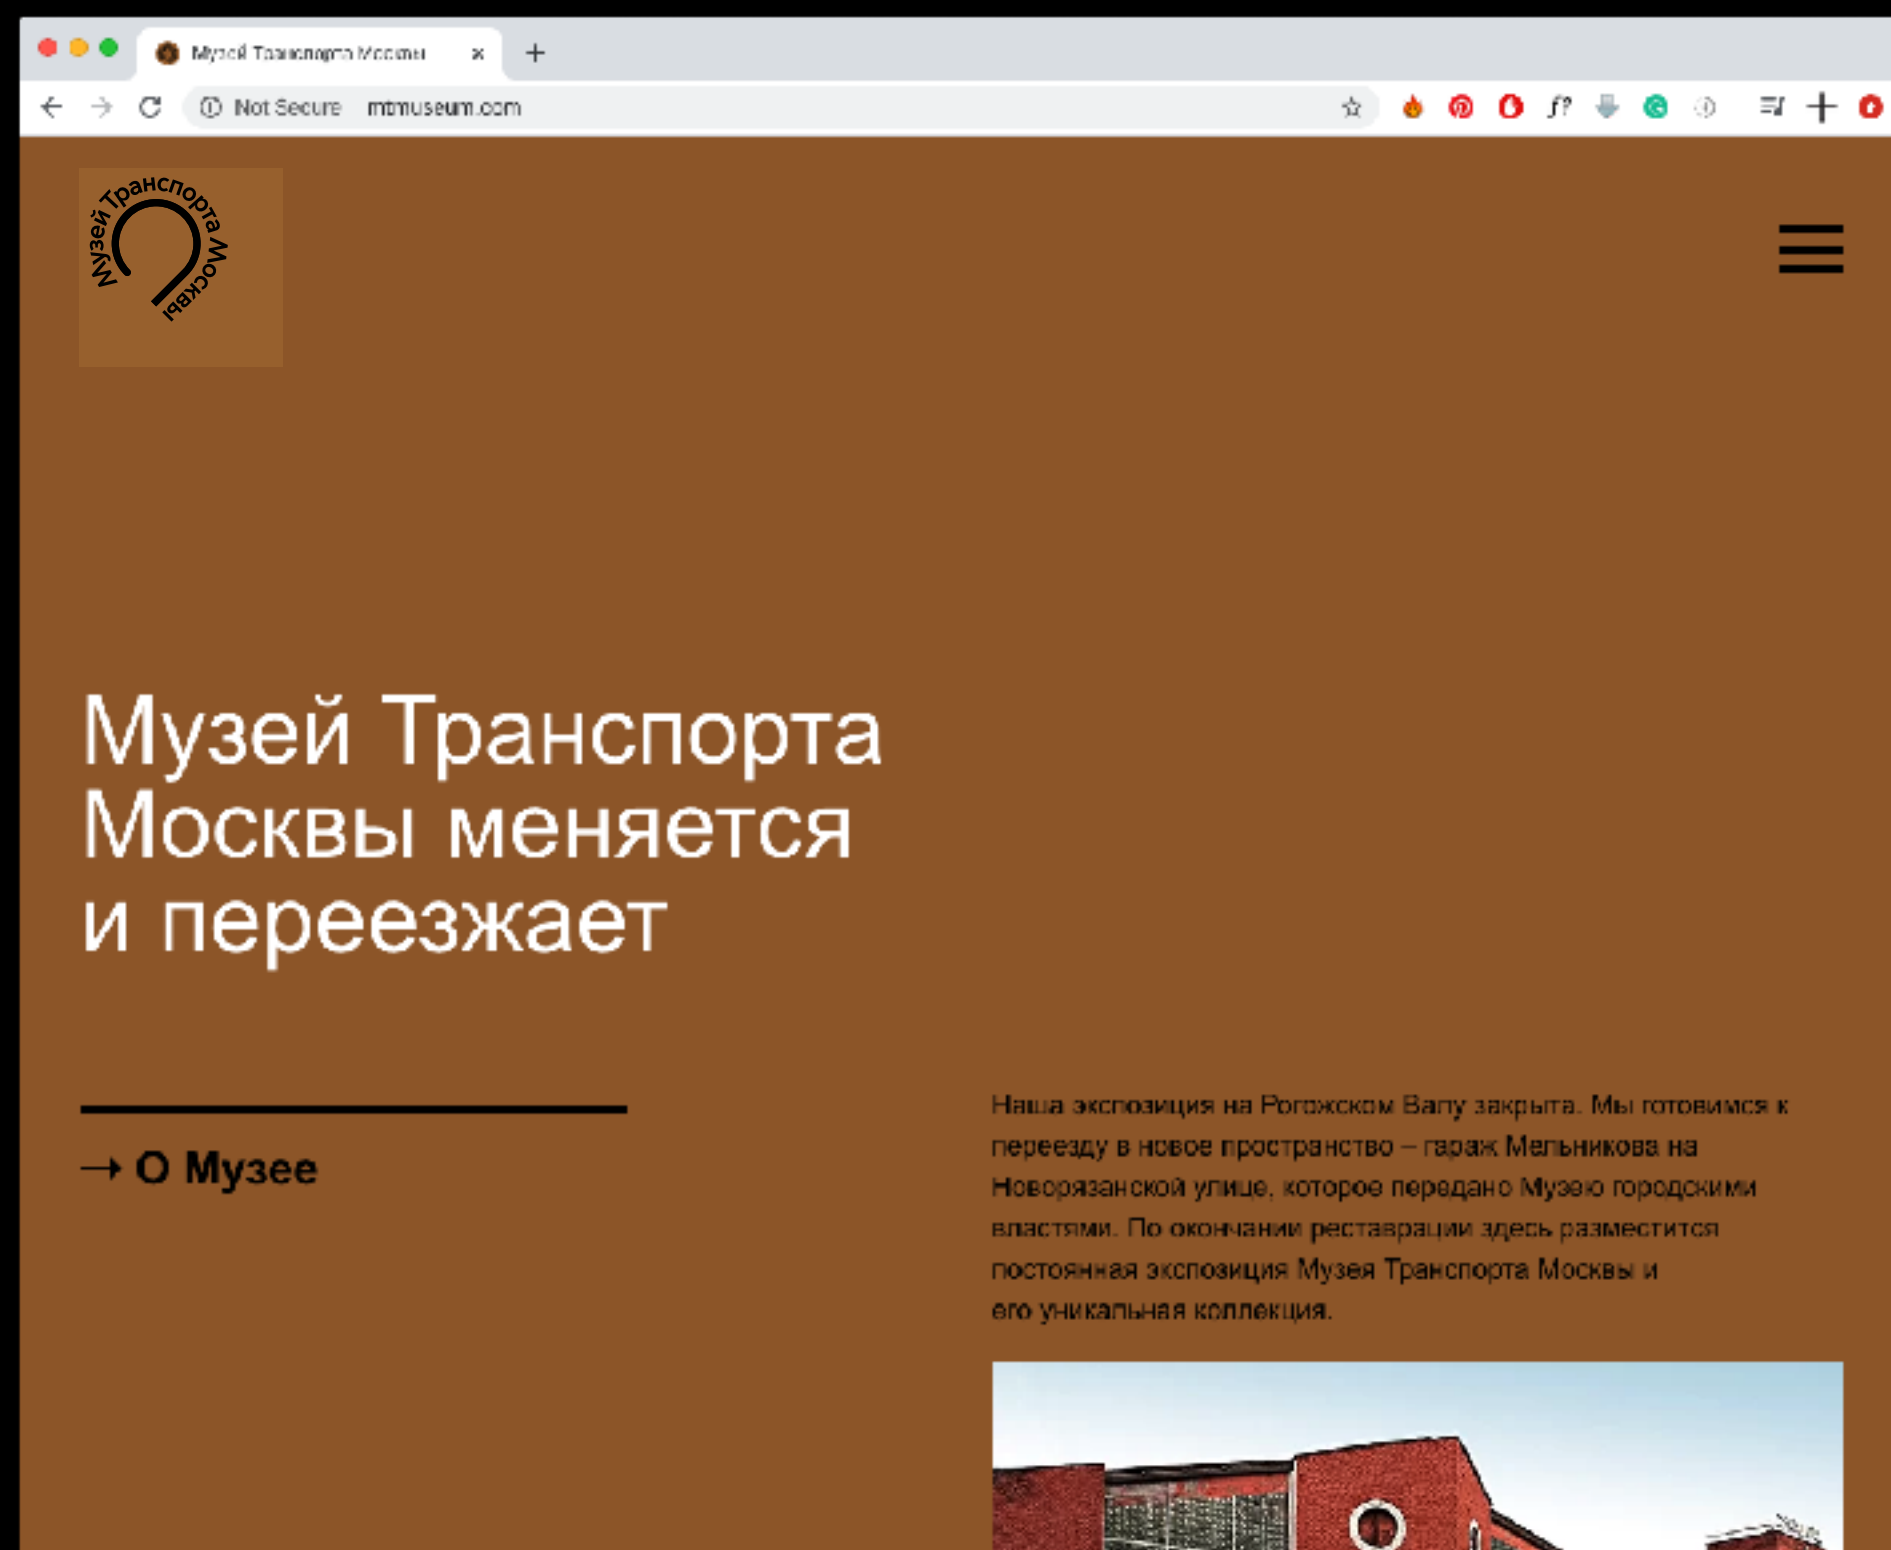 Музей Транспорта Москвы
Not Secure mtmuseum.com
f?
Музей Транспорта Москвы
Музей Транспорта
Москвы меняется
и переезжает
→ О Музее
Наша экспозиция на Рогожском Валу закрыта. Мы готовимся к
переезду в новое пространство – гараж Мельникова на
Новорязанской улице, которое передано Музею городскими
властями. По окончании реставрации здесь разместится
постоянная экспозиция Музея Транспорта Москвы и
его уникальная коллекция.